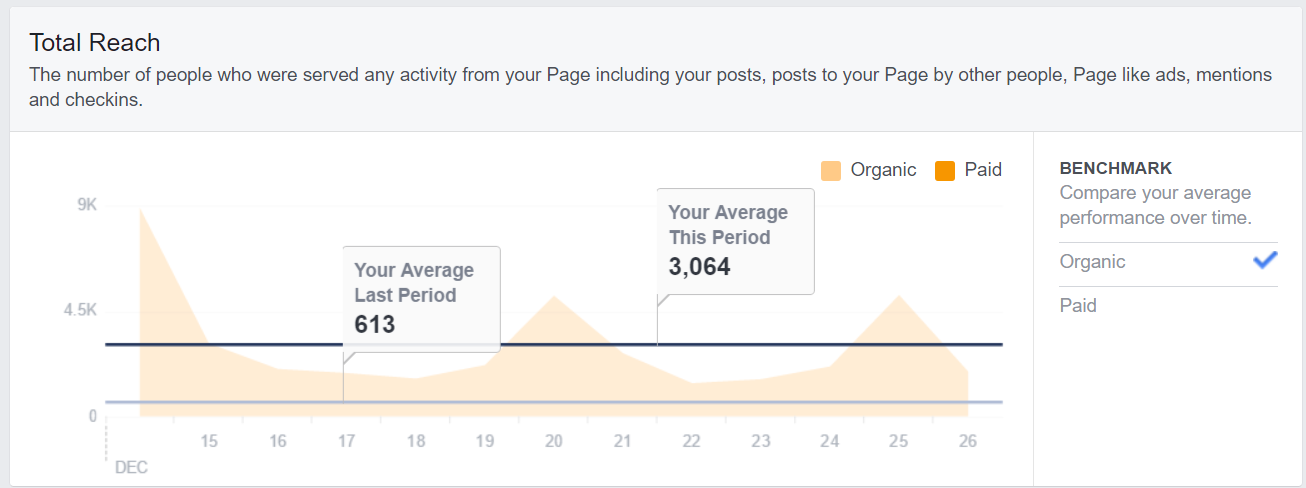 Total Reach
The number of people who were served any activity from your Page including your posts, posts to your Page by other people, Page like ads, mentions
and checkins.
Organic Paid
9K
4.5K
0
Your Average
Last Period
613
Your Average
This Period
3,064
15 16 17 18 19 20 21 22 23 24 25 26
DEC
BENCHMARK
Compare your average
performance over time.
Organic
Paid